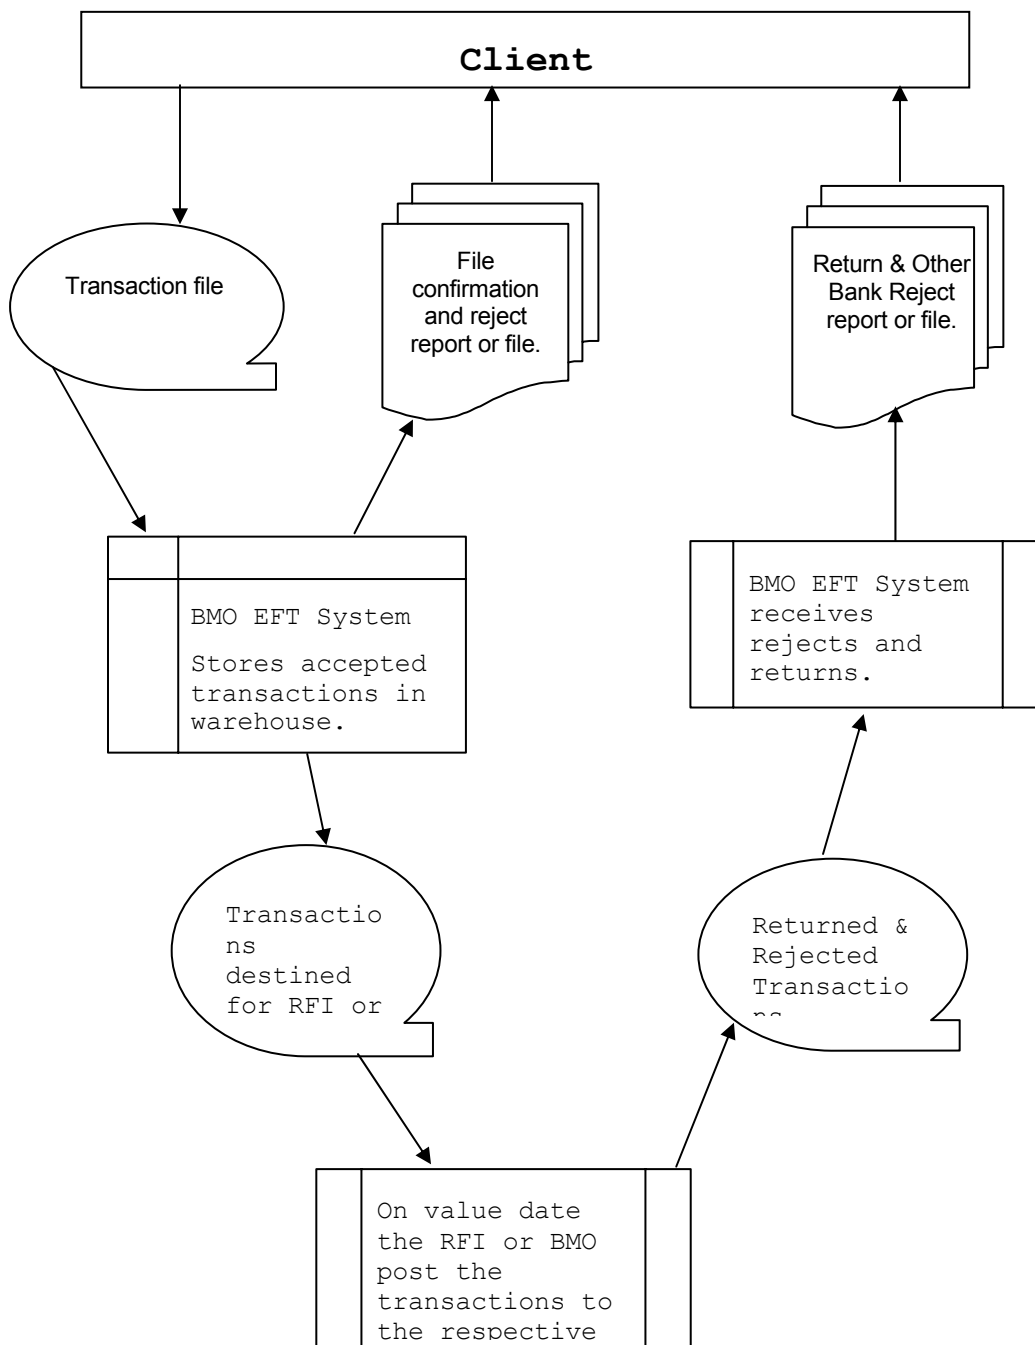 Client
Transaction file
File
confirmation
and reject
report or file.
Return & Other
Bank Reject
report or file.
BMO EFT System
Stores accepted
transactions in
warehouse.
BMO EFT System
receives
rejects and
returns.
Transactio
ns
destined
for RFI or
Returned &
Rejected
Transactio
ns
On value date
the RFI or BMO
post the
transactions to
the respective